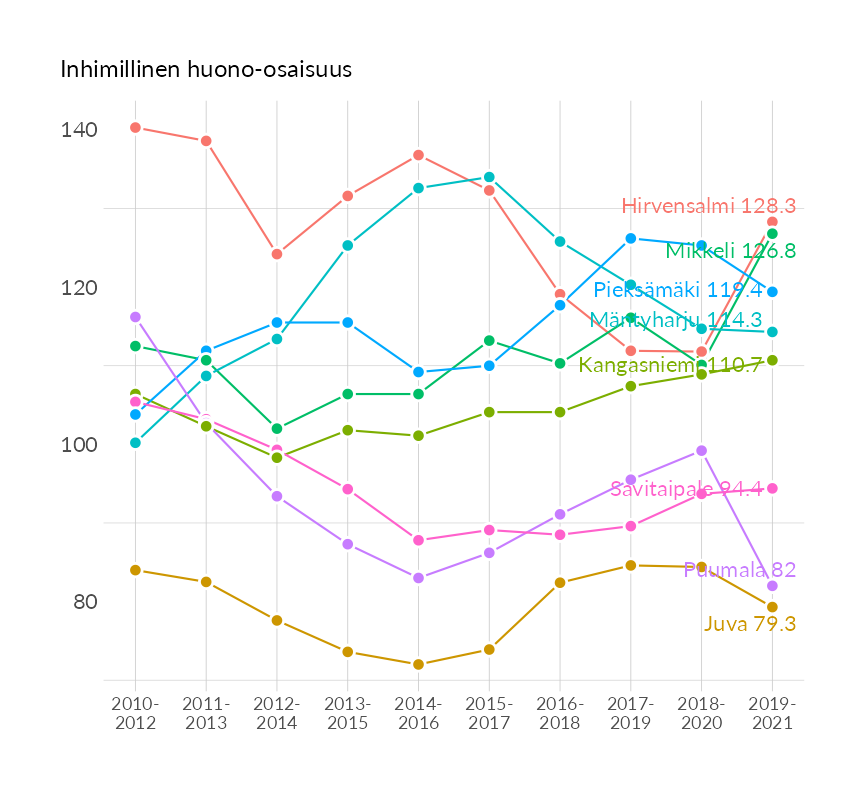 Inhimillinen huono-osaisuus
140
120
100
80
Hirvensalmi 128.3
Mikkeli 126.8
Pieksämäki 119.4
Mäntyharju 114.3
Kangasniemi 110.7
Savitaipale 94.4
Puumala 82
Juva 79.3
2010- 2011- 2012- 2013- 2014- 2015- 2016- 2017- 2018- 2019-
2012 2013 2014 2015 2016 2017 2018 2019 2020 2021